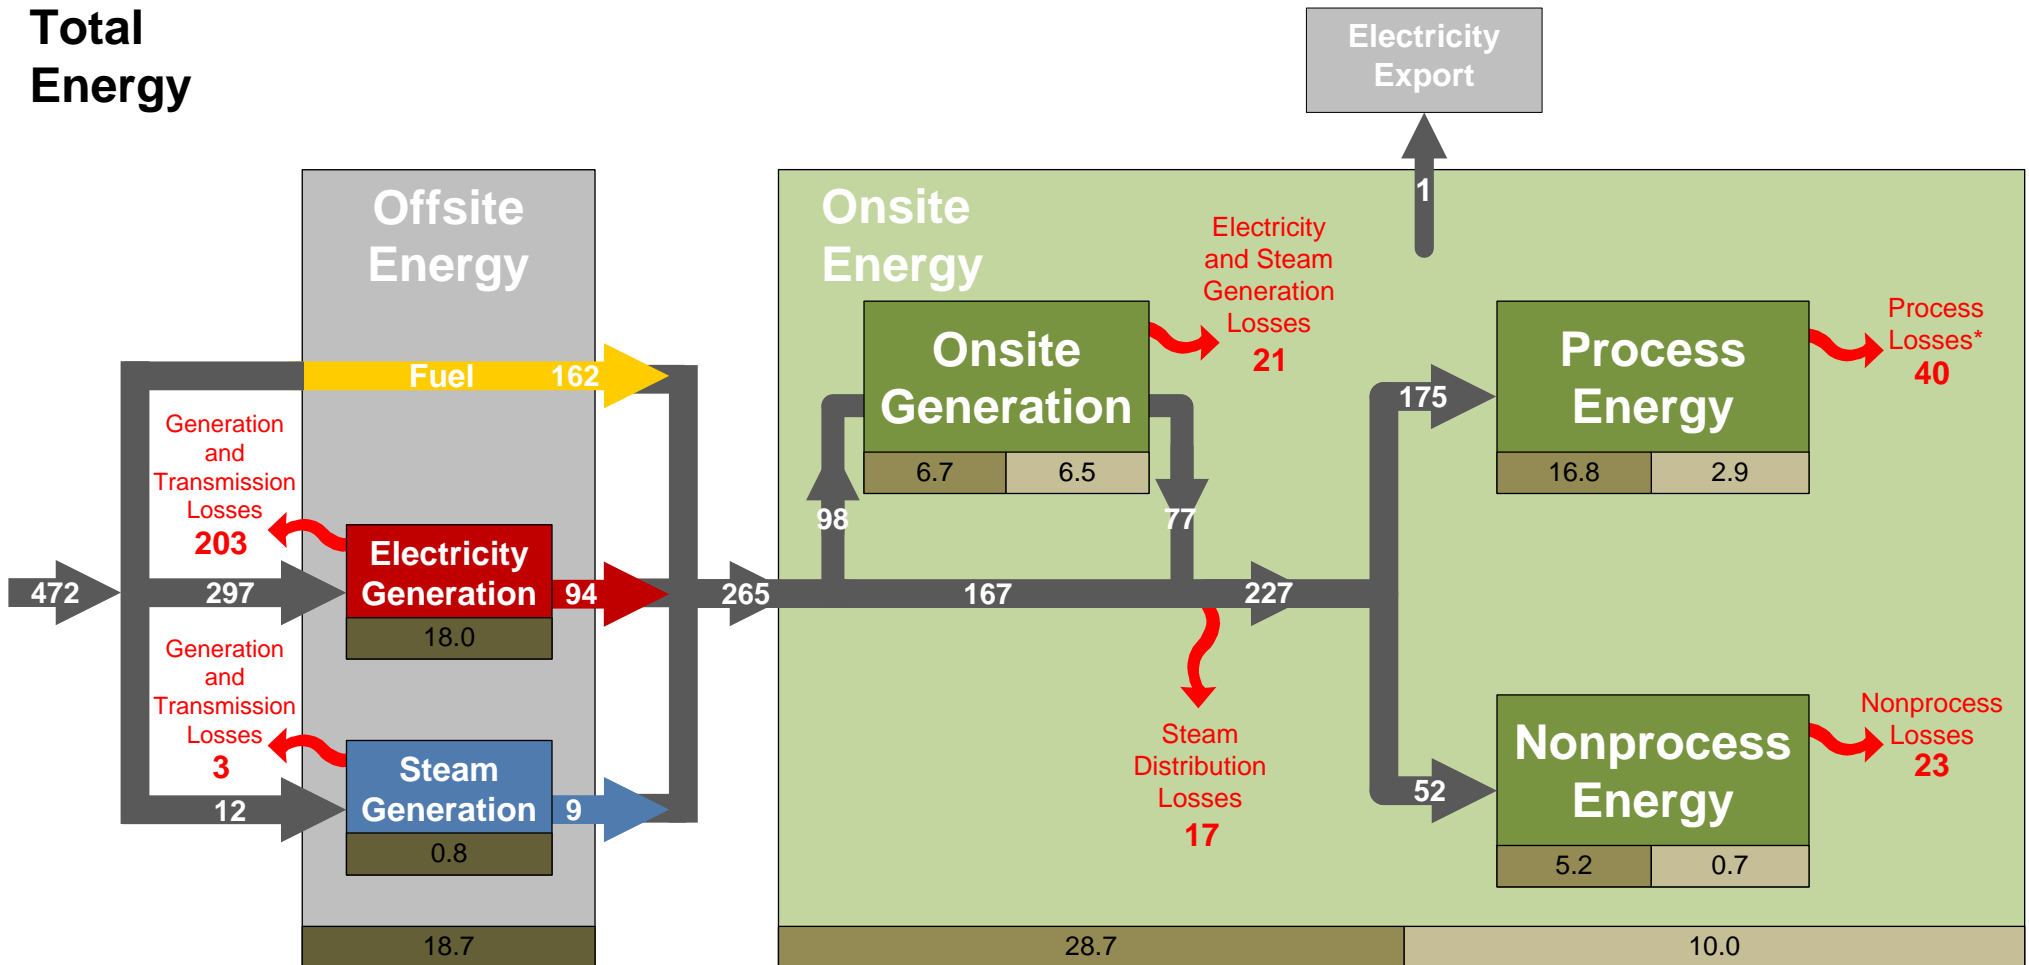 Total
Energy
Electricity
Export
1
Offsite
Energy
Fuel 162
Generation
and
Transmission
Losses
203
472
297
Electricity
Generation
94
18.0
Generation
and
Transmission
Losses
3
12
Steam
Generation
9
0.8
18.7
265
Onsite
Energy
Onsite
Generation
6.7 6.5
98
77
Electricity
and Steam
Generation
Losses
21
167
227
Steam
Distribution
Losses
17
175
Process
Energy
16.8 2.9
Process
Losses*
40
52
Nonprocess
Energy
5.2 0.7
Nonprocess
Losses
23
28.7 10.0